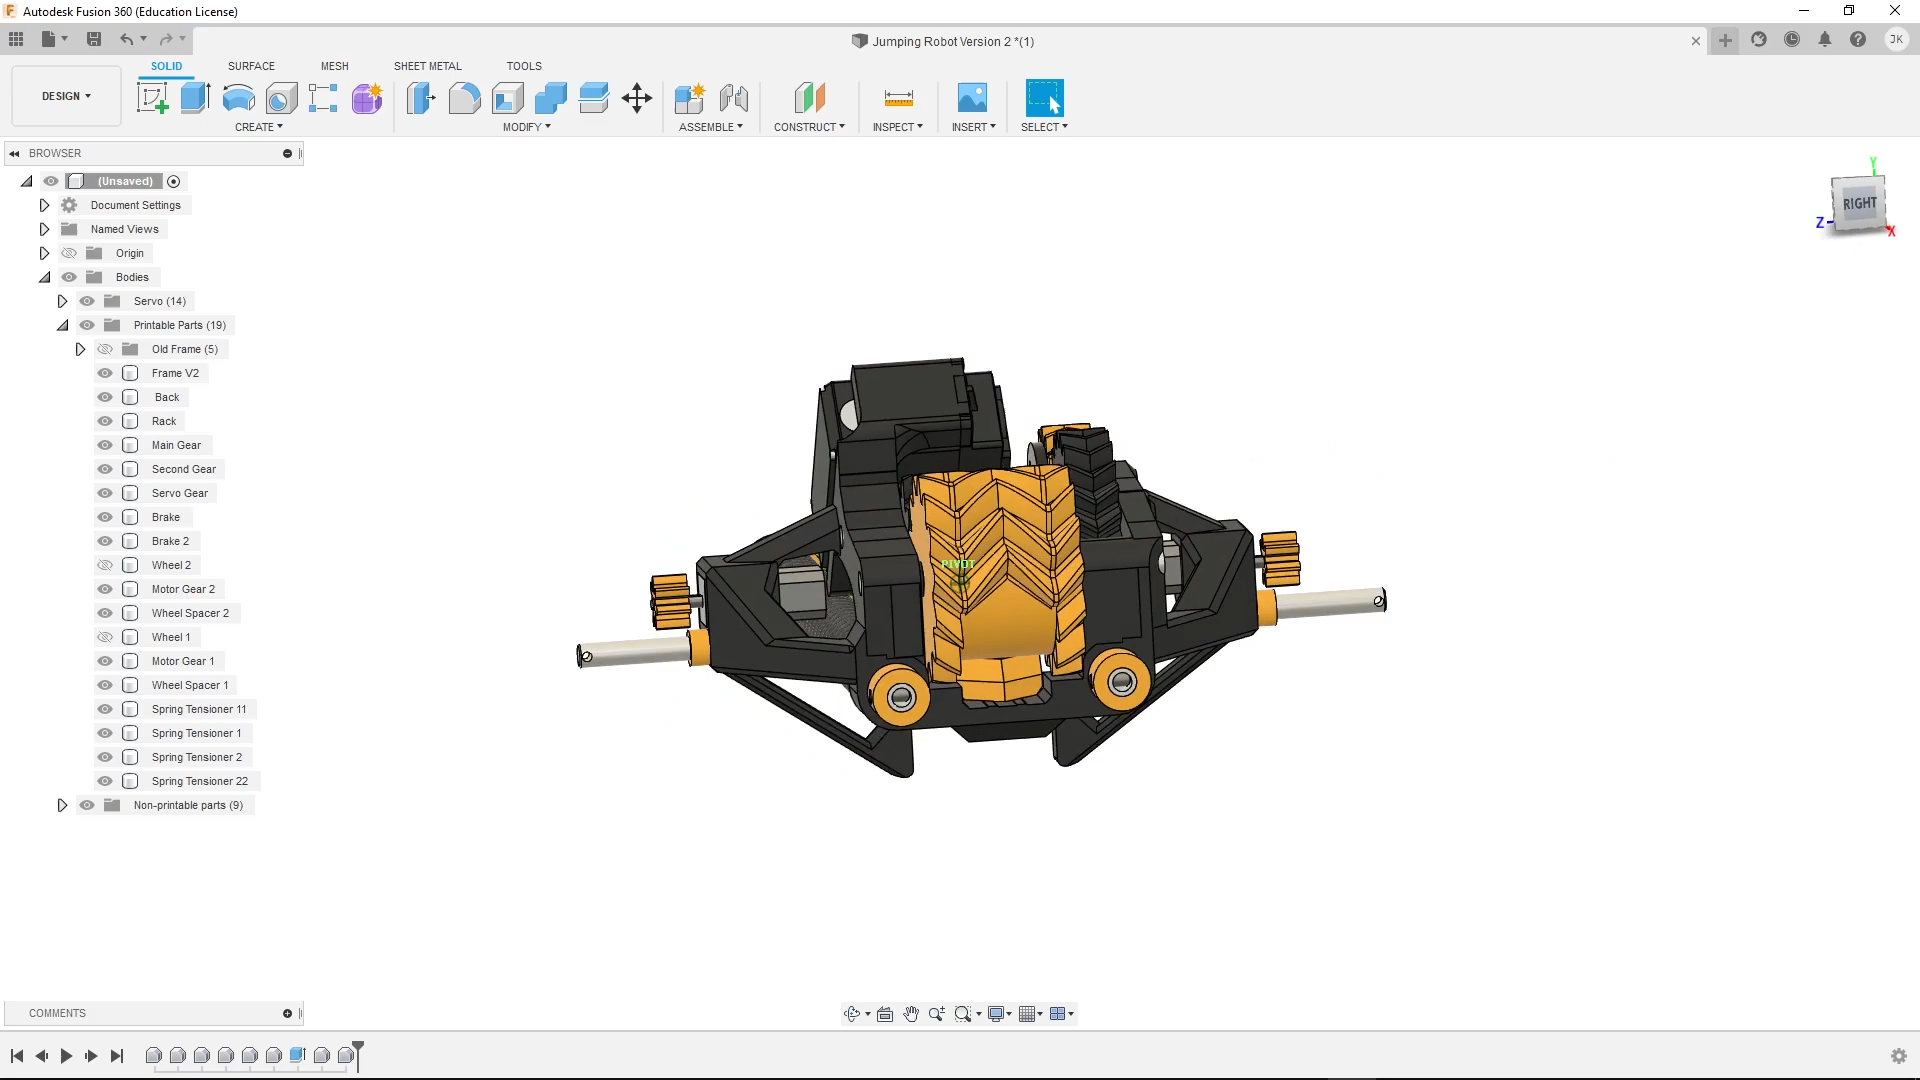 Autodesk Fusion 360 (Education License)
Jumping Robot Version 2 *(1)
JK
DESIGN
SOLID
SURFACE
MESH
SHEET METAL
TOOLS
CREATE
MODIFY
ASSEMBLE
CONSTRUCT
INSPECT
INSERT
SELECT
BROWSER
(Unsaved)
Document Settings
Named Views
Origin
Bodies
Servo (14)
Printable Parts (19)
Old Frame (5)
Frame V2
Back
Rack
Main Gear
Second Gear
Servo Gear
Brake
Brake 2
Wheel 2
Motor Gear 2
Wheel Spacer 2
Wheel 1
Motor Gear 1
Wheel Spacer 1
Spring Tensioner 11
Spring Tensioner 1
Spring Tensioner 2
Spring Tensioner 22
Non-printable parts (9)
Y
RIGHT
Z
X
PIVOT
COMMENTS